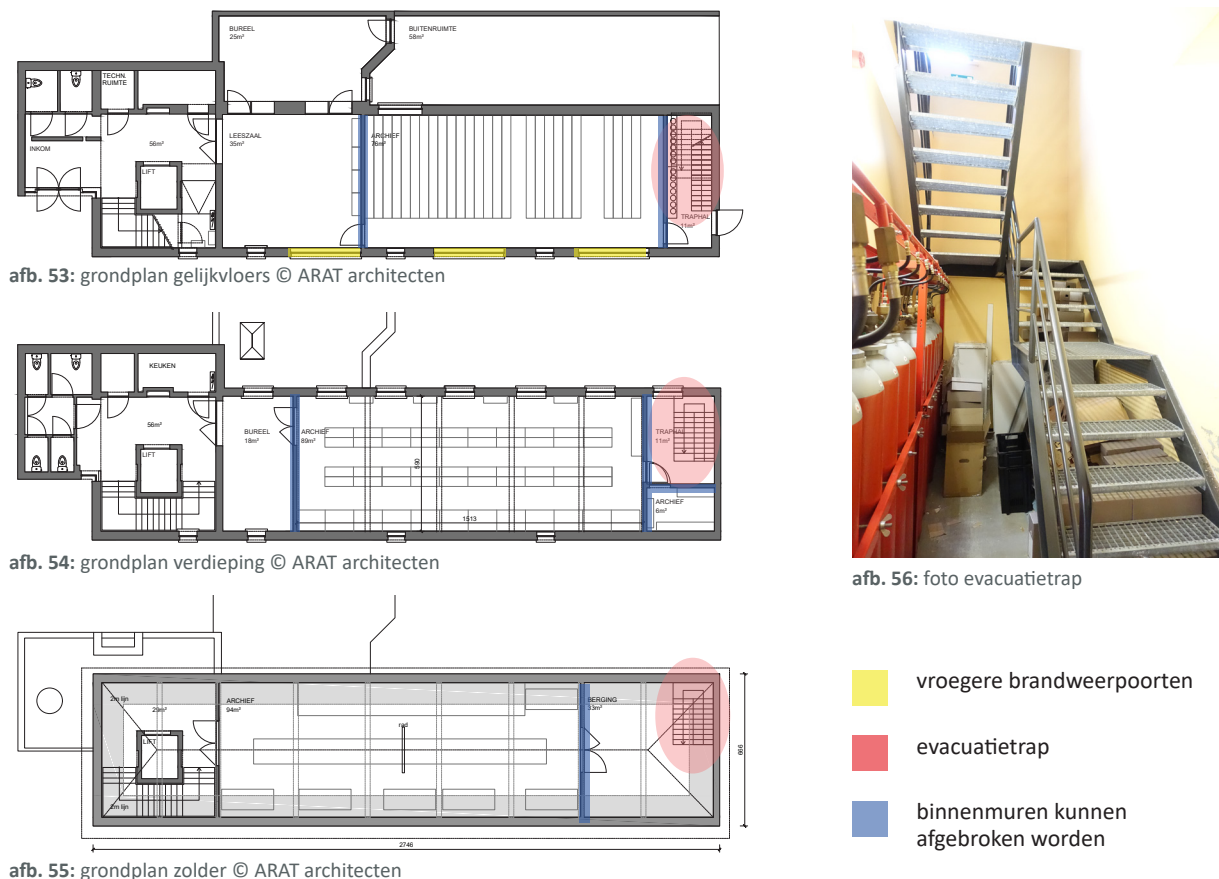 BUREEL
25m²
BUITENRUIMTE
58m²
TECHN.
RUIMTE
INKOM
56m²
LIFT
LEESZAAL
35m²
ARCHIEF
76m²
TRAPHAL
11m²
afb. 53: grondplan gelijkvloers © ARAT architecten
KEUKEN
56m²
LIFT
BUREEL
18m²
ARCHIEF
89m²
590
1513
TRAPHAL
11m²
ARCHIEF
6m²
afb. 54: grondplan verdieping © ARAT architecten
2m lijn
29m²
LIFT
2m lijn
ARCHIEF
94m²
rad
BERGING
33m²
666
2746
afb. 55: grondplan zolder © ARAT architecten
afb. 56: foto evacuatietrap
vroegere brandweerpoorten
evacuatietrap
binnenmuren kunnen
afgebroken worden